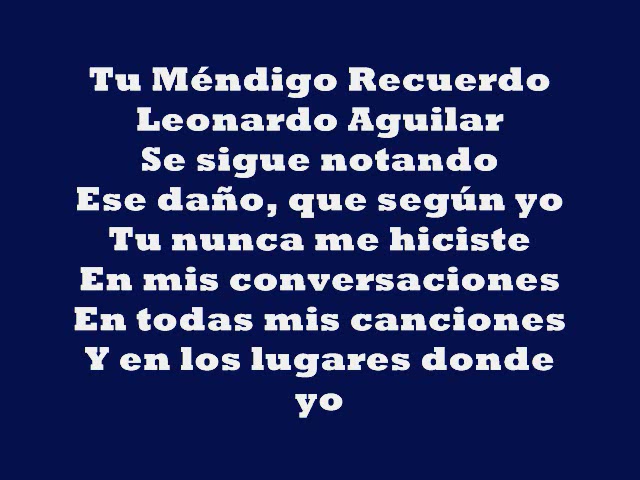 Tu Méndigo Recuerdo
Leonardo Aguilar
Se sigue notando
Ese daño, que según yo
Tu nunca me hiciste
En mis conversaciones
En todas mis canciones
Y en los lugares donde
yo